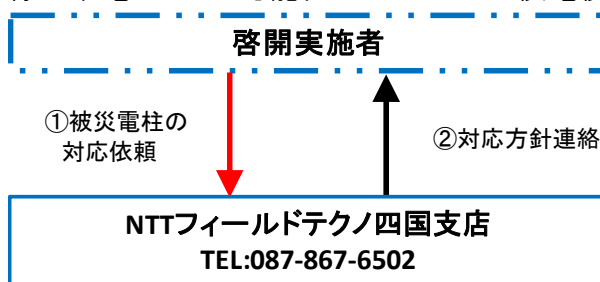 啓開実施者
①被災電柱の
対応依頼
②対応方針連絡
NTTフィールドテクノ四国支店
TEL:087-867-6502